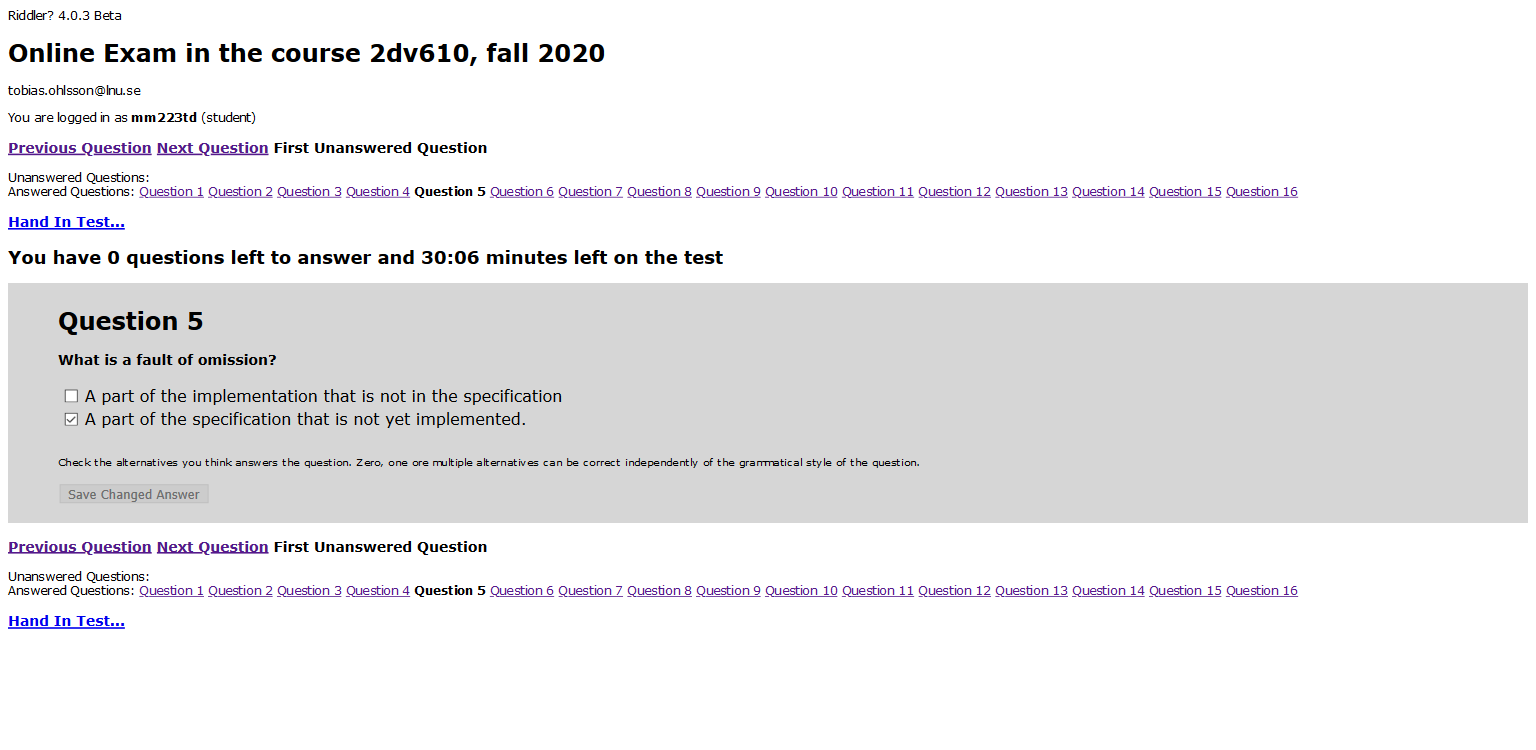 Riddler? 4.0.3 Beta
Online Exam in the course 2dv610, fall 2020
tobias.ohlsson@lnu.se
You are logged in as mm223td (student)
Previous Question Next Question First Unanswered Question
Unanswered Questions:
Answered Questions: Question 1 Question 2 Question 3 Question 4 Question 5 Question 6 Question 7 Question 8 Question 9 Question 10 Question 11 Question 12 Question 13 Question 14 Question 15 Question 16
Hand In Test...
You have 0 questions left to answer and 30:06 minutes left on the test
Question 5
What is a fault of omission?
A part of the implementation that is not in the specification
A part of the specification that is not yet implemented.
Check the alternatives you think answers the question. Zero, one ore multiple alternatives can be correct independently of the grammatical style of the question.
Save Changed Answer
Previous Question Next Question First Unanswered Question
Unanswered Questions:
Answered Questions: Question 1 Question 2 Question 3 Question 4 Question 5 Question 6 Question 7 Question 8 Question 9 Question 10 Question 11 Question 12 Question 13 Question 14 Question 15 Question 16
Hand In Test...